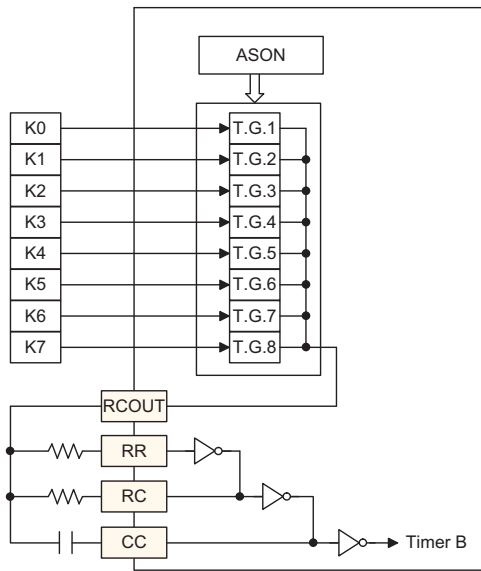 ASON
K0 T.G.1
K1 T.G.2
K2 T.G.3
K3 T.G.4
K4 T.G.5
K5 T.G.6
K6 T.G.7
K7 T.G.8
RCOUT
RR
RC
CC Timer B